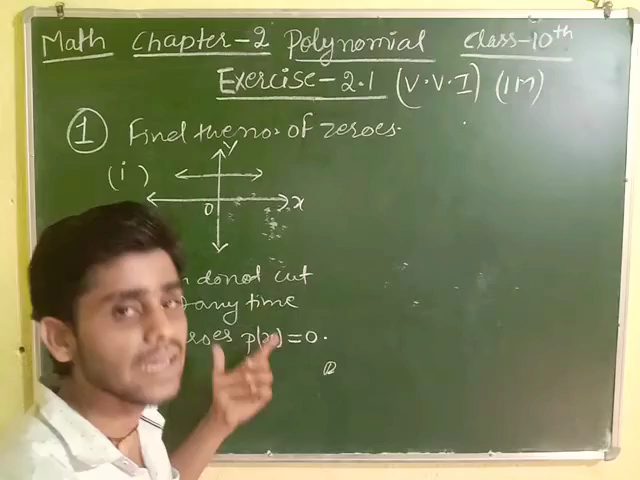 Math Chapter-2 Polynomial Class-10th
Exercise-2.1 (V.V.I) (1M)
1 Find the no. of zeroes.
(i)
Y
O X
donot cut
any time
zeroes p(x)=0.